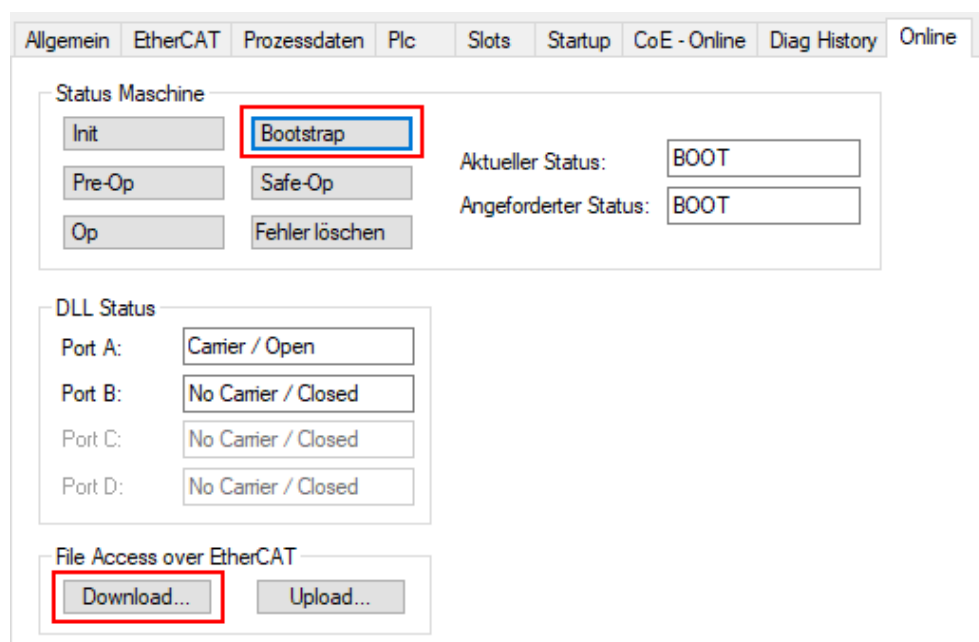 Allgemein EtherCAT Prozessdaten Plc Slots Startup CoE - Online Diag History Online
Status Maschine
Init Bootstrap
Pre-Op Safe-Op
Op Fehler löschen
Aktueller Status: BOOT
Angeforderter Status: BOOT
DLL Status
Port A: Carrier / Open
Port B: No Carrier / Closed
Port C: No Carrier / Closed
Port D: No Carrier / Closed
File Access over EtherCAT
Download... Upload...